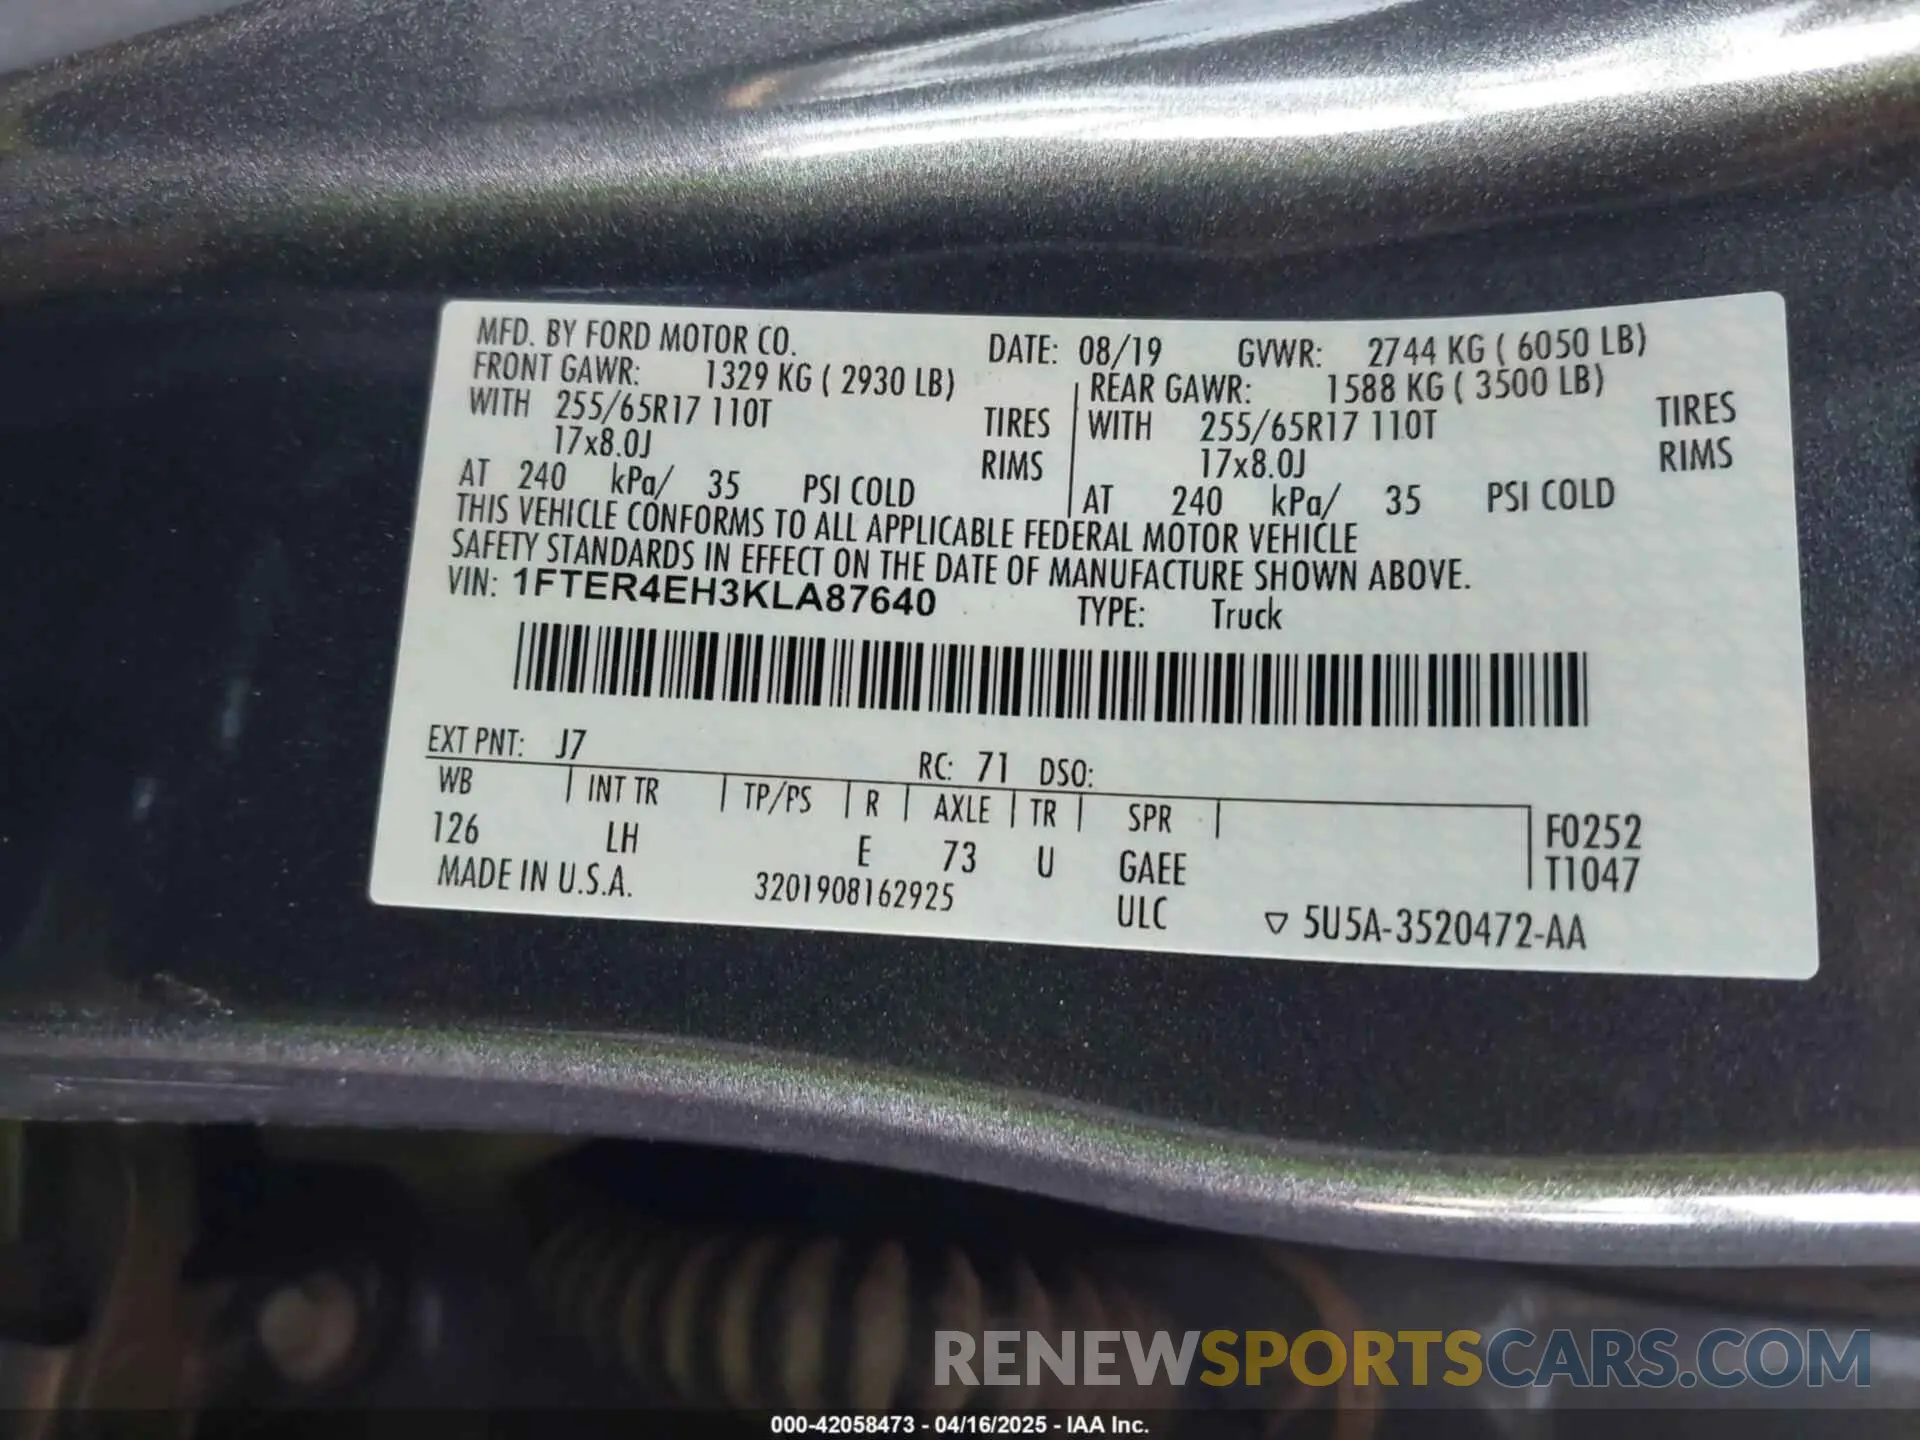 MFD. BY FORD MOTOR CO. DATE: 08/19 GVWR: 2744 KG ( 6050 LB)
FRONT GAWR: 1329 KG ( 2930 LB) REAR GAWR: 1588 KG ( 3500 LB)
WITH 255/65R17 110T TIRES WITH 255/65R17 110T TIRES
17x8.0J RIMS 17x8.0J RIMS
AT 240 kPa/ 35 PSI COLD AT 240 kPa/ 35 PSI COLD
THIS VEHICLE CONFORMS TO ALL APPLICABLE FEDERAL MOTOR VEHICLE
SAFETY STANDARDS IN EFFECT ON THE DATE OF MANUFACTURE SHOWN ABOVE.
VIN: 1FTER4EH3KLA87640 TYPE: Truck
EXT PNT: J7 RC: 71 DSO:
WB INT TR TP/PS R AXLE TR SPR F0252
126 LH E 73 U GAEE T1047
MADE IN U.S.A. 3201908162925 ULC ▽ 5U5A-3520472-AA
RENEWSPORTSCARS.COM
000-42058473 - 04/16/2025 - IAA Inc.